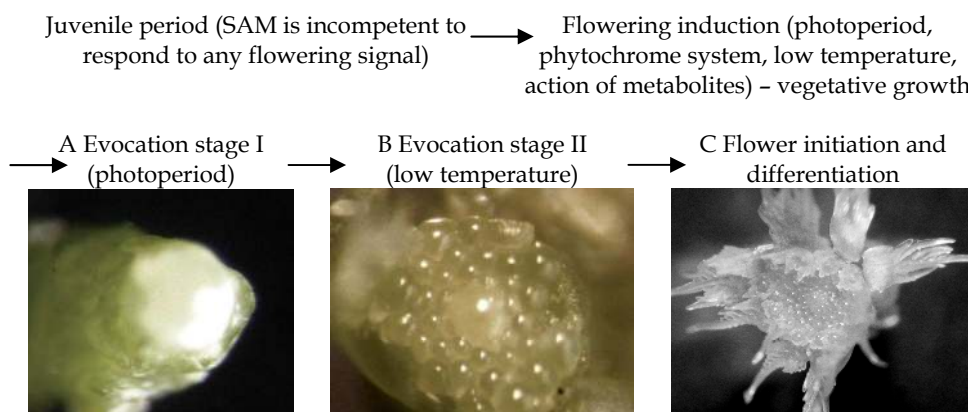 Juvenile period (SAM is incompetent to
respond to any flowering signal)
Flowering induction (photoperiod,
phytochrome system, low temperature,
action of metabolites) – vegetative growth
A Evocation stage I
(photoperiod)
B Evocation stage II
(low temperature)
C Flower initiation and
differentiation